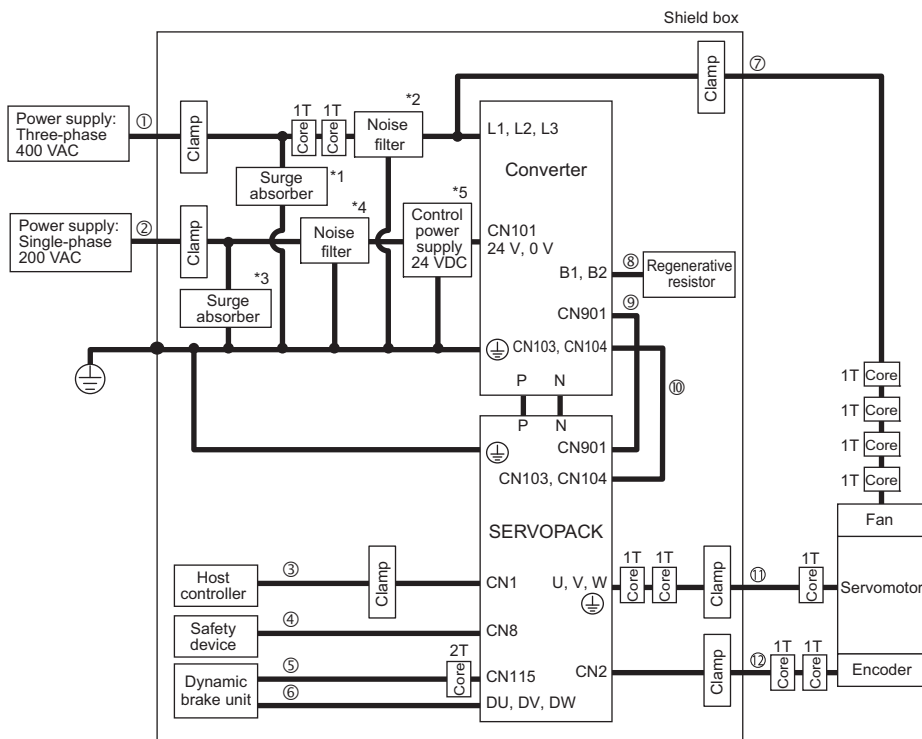 Shield box
Power supply:
Three-phase
400 VAC
①
Clamp
1T
Core
1T
Core
*2
Noise
filter
L1, L2, L3
Converter
Clamp
⑦
Surge
absorber
*1
Power supply:
Single-phase
200 VAC
②
Clamp
*4
Noise
filter
*5
Control
power
supply
24 VDC
CN101
24 V, 0 V
Surge
absorber
*3
B1, B2
⑧
Regenerative
resistor
CN901
⑨
CN103, CN104
⑩
P
N
P
N
CN901
CN103, CN104
SERVOPACK
1T
Core
1T
Core
1T
Core
1T
Core
Fan
Servomotor
Encoder
Host
controller
③
Clamp
CN1
U, V, W
1T
Core
1T
Core
Clamp
⑪
1T
Core
Safety
device
④
CN8
Dynamic
brake unit
⑤
⑥
2T
Core
CN115
DU, DV, DW
CN2
Clamp
⑫
1T
Core
1T
Core